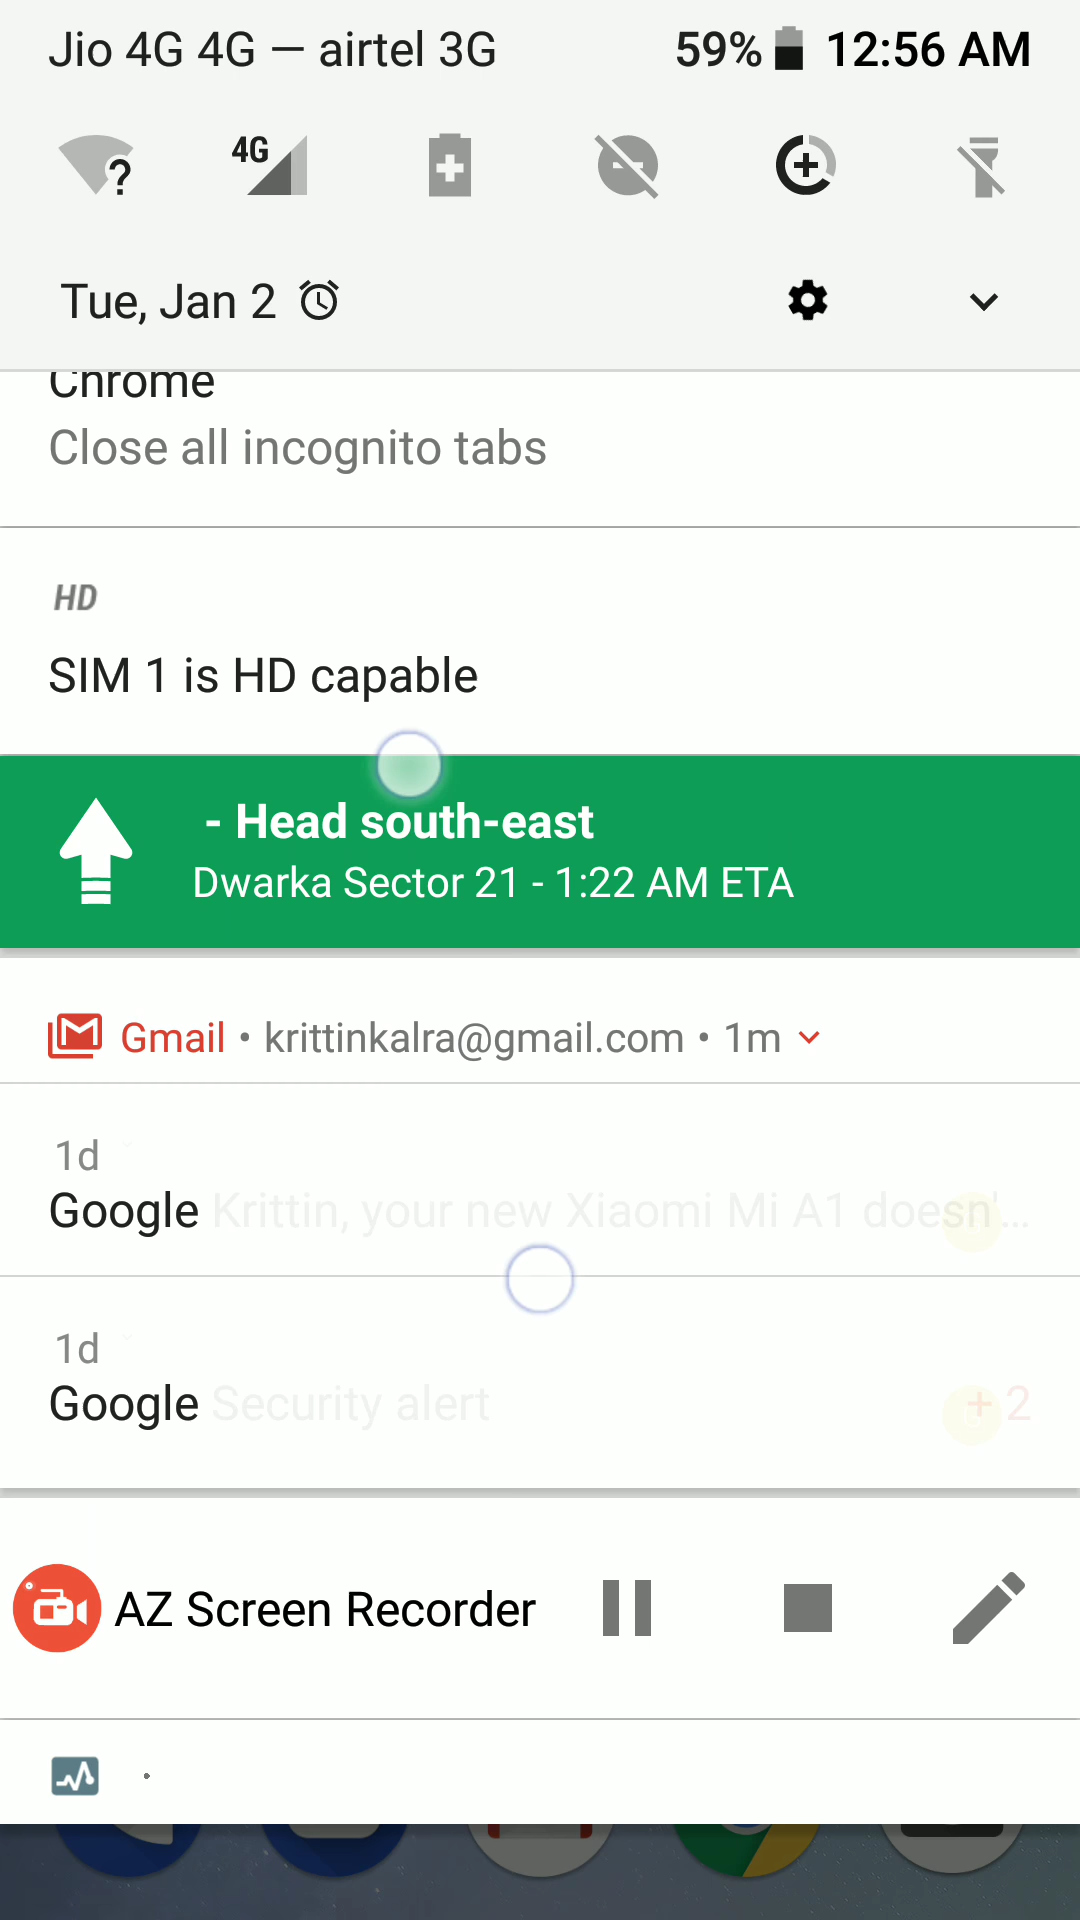 Jio 4G 4G — airtel 3G 59% 12:56 AM
? 4G
Tue, Jan 2
Chrome
Close all incognito tabs
HD
SIM 1 is HD capable
- Head south-east
Dwarka Sector 21 - 1:22 AM ETA
Gmail • krittinkalra@gmail.com • 1m
1d
Google Krittin, your new Xiaomi Mi A1 doesn'...
1d
Google Security alert +2
AZ Screen Recorder